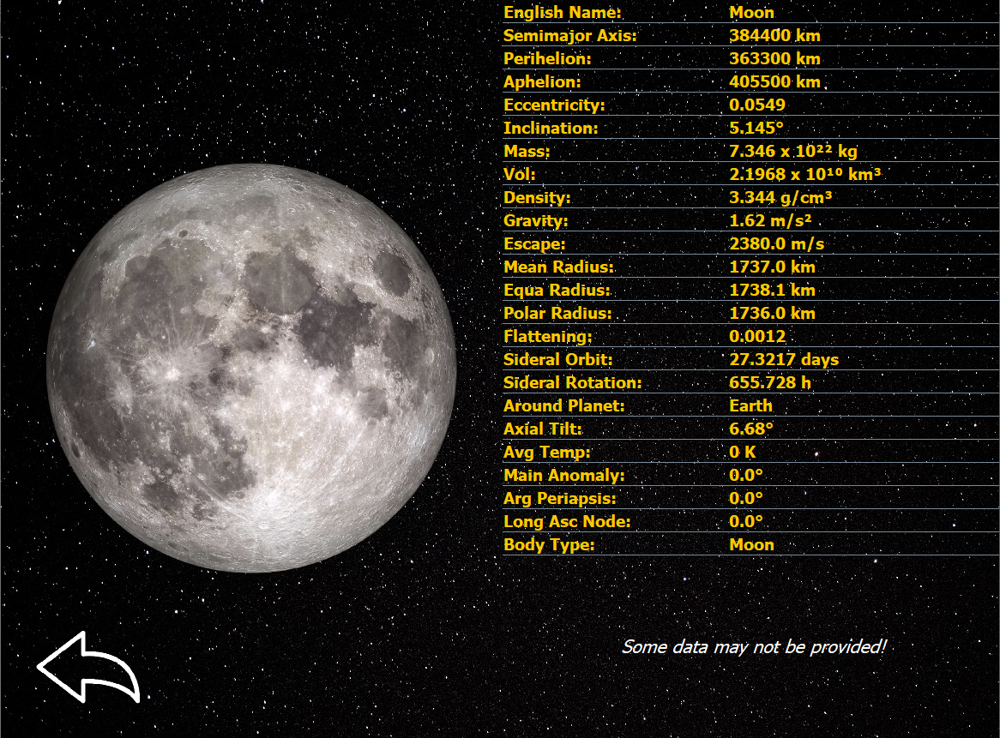 English Name: Moon
Semimajor Axis: 384400 km
Perihelion: 363300 km
Aphelion: 405500 km
Eccentricity: 0.0549
Inclination: 5.145°
Mass: 7.346 x 10²² kg
Vol: 2.1968 x 10¹⁰ km³
Density: 3.344 g/cm³
Gravity: 1.62 m/s²
Escape: 2380.0 m/s
Mean Radius: 1737.0 km
Equa Radius: 1738.1 km
Polar Radius: 1736.0 km
Flattening: 0.0012
Sideral Orbit: 27.3217 days
Sideral Rotation: 655.728 h
Around Planet: Earth
Axial Tilt: 6.68°
Avg Temp: 0 K
Main Anomaly: 0.0°
Arg Periapsis: 0.0°
Long Asc Node: 0.0°
Body Type: Moon
Some data may not be provided!